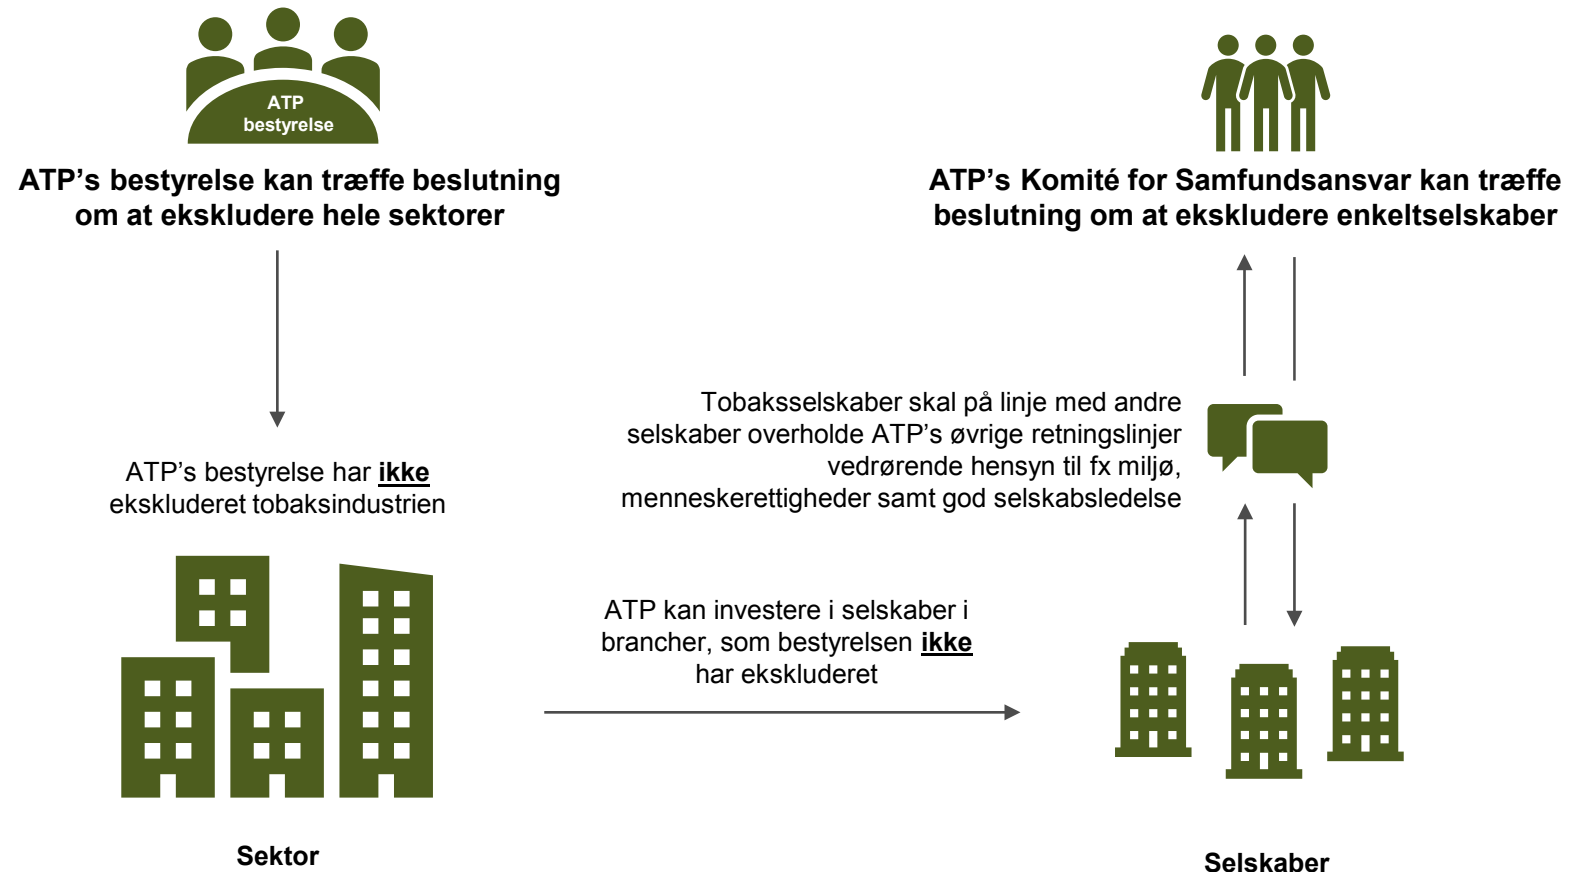 ATP
bestyrelse
ATP’s bestyrelse kan træffe beslutning
om at ekskludere hele sektorer
ATP’s bestyrelse har ikke
ekskluderet tobaksindustrien
Sektor
ATP kan investere i selskaber i
brancher, som bestyrelsen ikke
har ekskluderet
ATP’s Komité for Samfundsansvar kan træffe
beslutning om at ekskludere enkeltselskaber
Tobaksselskaber skal på linje med andre
selskaber overholde ATP’s øvrige retningslinjer
vedrørende hensyn til fx miljø,
menneskerettigheder samt god selskabsledelse
Selskaber